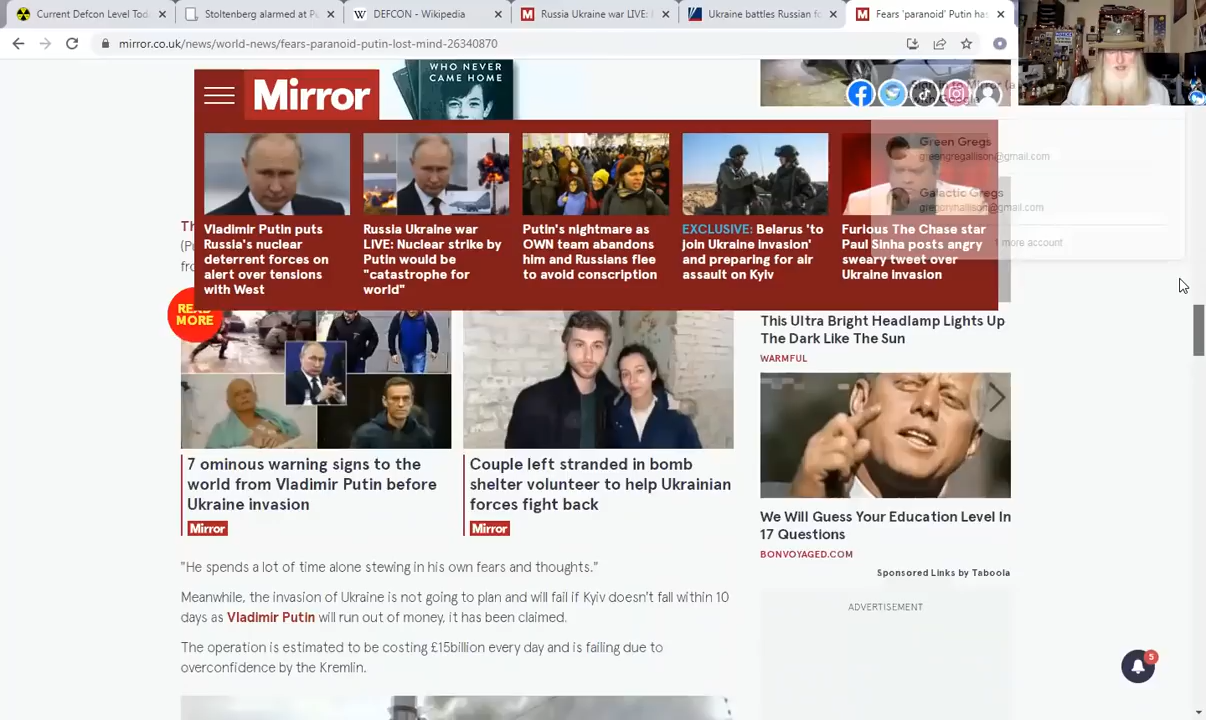 Current Defcon Level Tod
Stoltenberg alarmed at P
DEFCON - Wikipedia
Russia Ukraine war LIVE:
Ukraine battles Russian fo
Fears 'paranoid' Putin has
mirror.co.uk/news/world-news/fears-paranoid-putin-lost-mind-26340870
WHO NEVER
CAME HOME
Mirror
Green Gregs
greengregallison@gmail.com
Galactic Gregs
gregoryhallison@gmail.com
1 more account
Vladimir Putin puts
Russia's nuclear
deterrent forces on
alert over tensions
with West
Russia Ukraine war
LIVE: Nuclear strike by
Putin would be
"catastrophe for
world"
Putin's nightmare as
OWN team abandons
him and Russians flee
to avoid conscription
EXCLUSIVE: Belarus 'to
join Ukraine invasion'
and preparing for air
assault on Kyiv
Furious The Chase star
Paul Sinha posts angry
sweaty tweet over
Ukraine invasion
Th
(Pu
fro
READ
MORE
7 ominous warning signs to the
world from Vladimir Putin before
Ukraine invasion
Mirror
Couple left stranded in bomb
shelter volunteer to help Ukrainian
forces fight back
Mirror
"He spends a lot of time alone stewing in his own fears and thoughts."
Meanwhile, the invasion of Ukraine is not going to plan and will fail if Kyiv doesn't fall within 10
days as Vladimir Putin will run out of money, it has been claimed.
The operation is estimated to be costing £15billion every day and is failing due to
overconfidence by the Kremlin.
This Ultra Bright Headlamp Lights Up
The Dark Like The Sun
WARMFUL
We Will Guess Your Education Level In
17 Questions
BONVOYAGED.COM
Sponsored Links by Taboola
ADVERTISEMENT
5